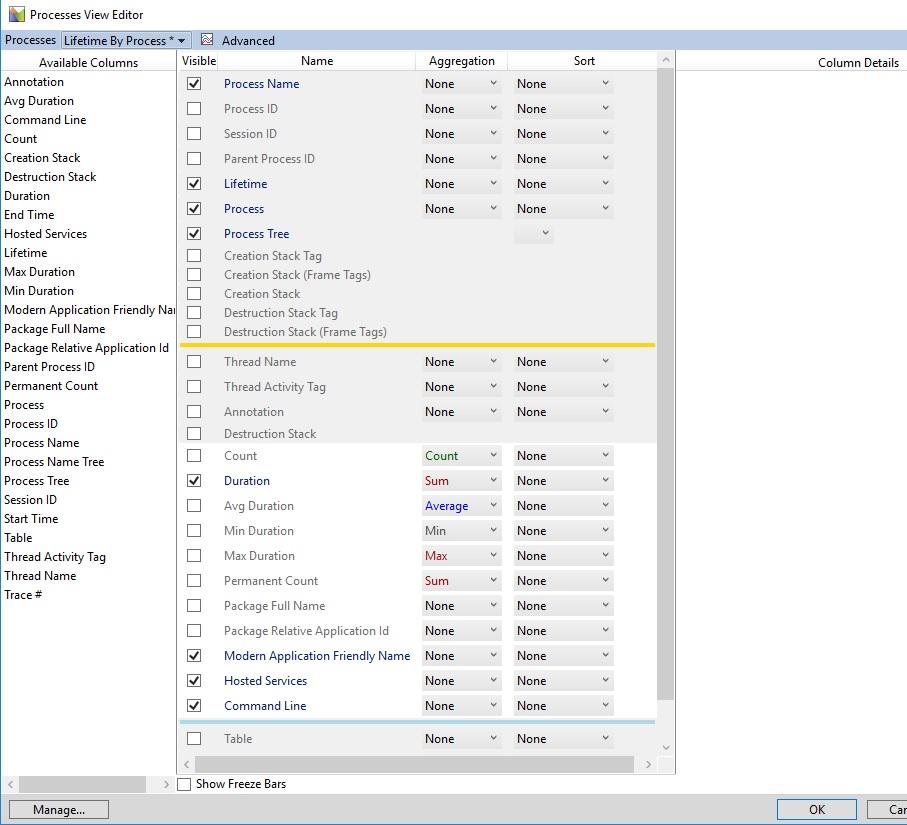 Processes View Editor
Processes Lifetime By Process * Advanced
Available Columns
Annotation
Avg Duration
Command Line
Count
Creation Stack
Destruction Stack
Duration
End Time
Hosted Services
Lifetime
Max Duration
Min Duration
Modern Application Friendly Nar
Package Full Name
Package Relative Application Id
Parent Process ID
Permanent Count
Process
Process ID
Process Name
Process Name Tree
Process Tree
Session ID
Start Time
Table
Thread Activity Tag
Thread Name
Trace #
Visible Name Aggregation Sort
Process Name None None
Process ID None None
Session ID None None
Parent Process ID None None
Lifetime None None
Process None None
Process Tree
Creation Stack Tag
Creation Stack (Frame Tags)
Creation Stack
Destruction Stack Tag
Destruction Stack (Frame Tags)
Thread Name None None
Thread Activity Tag None None
Annotation None None
Destruction Stack
Count Count None
Duration Sum None
Avg Duration Average None
Min Duration Min None
Max Duration Max None
Permanent Count Sum None
Package Full Name None None
Package Relative Application Id None None
Modern Application Friendly Name None None
Hosted Services None None
Command Line None None
Table None None
Show Freeze Bars
Column Details
Manage... OK Can